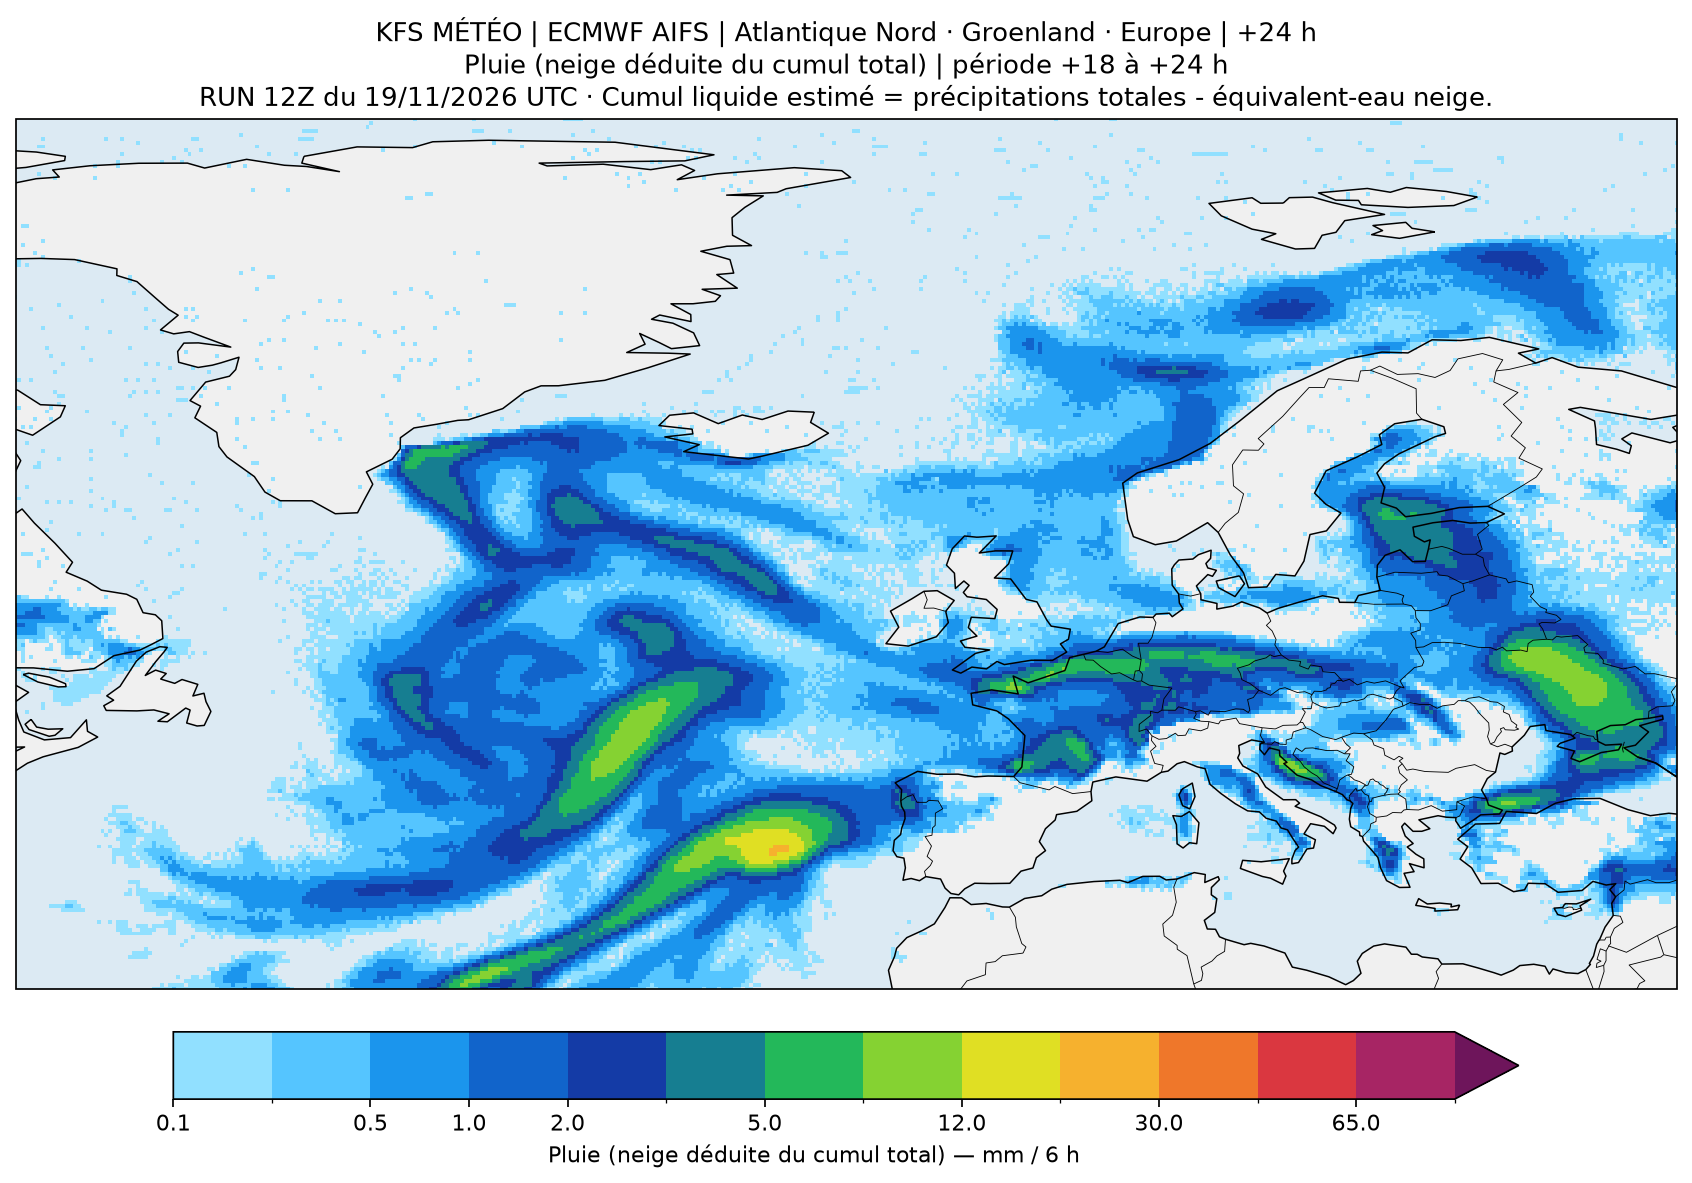 KFS MÉTÉO | ECMWF AIFS | Atlantique Nord · Groenland · Europe | +24 h
Pluie (neige déduite du cumul total) | période +18 à +24 h
RUN 12Z du 19/11/2026 UTC · Cumul liquide estimé = précipitations totales - équivalent-eau neige.
0.1 0.5 1.0 2.0 5.0 12.0 30.0 65.0
Pluie (neige déduite du cumul total) — mm / 6 h